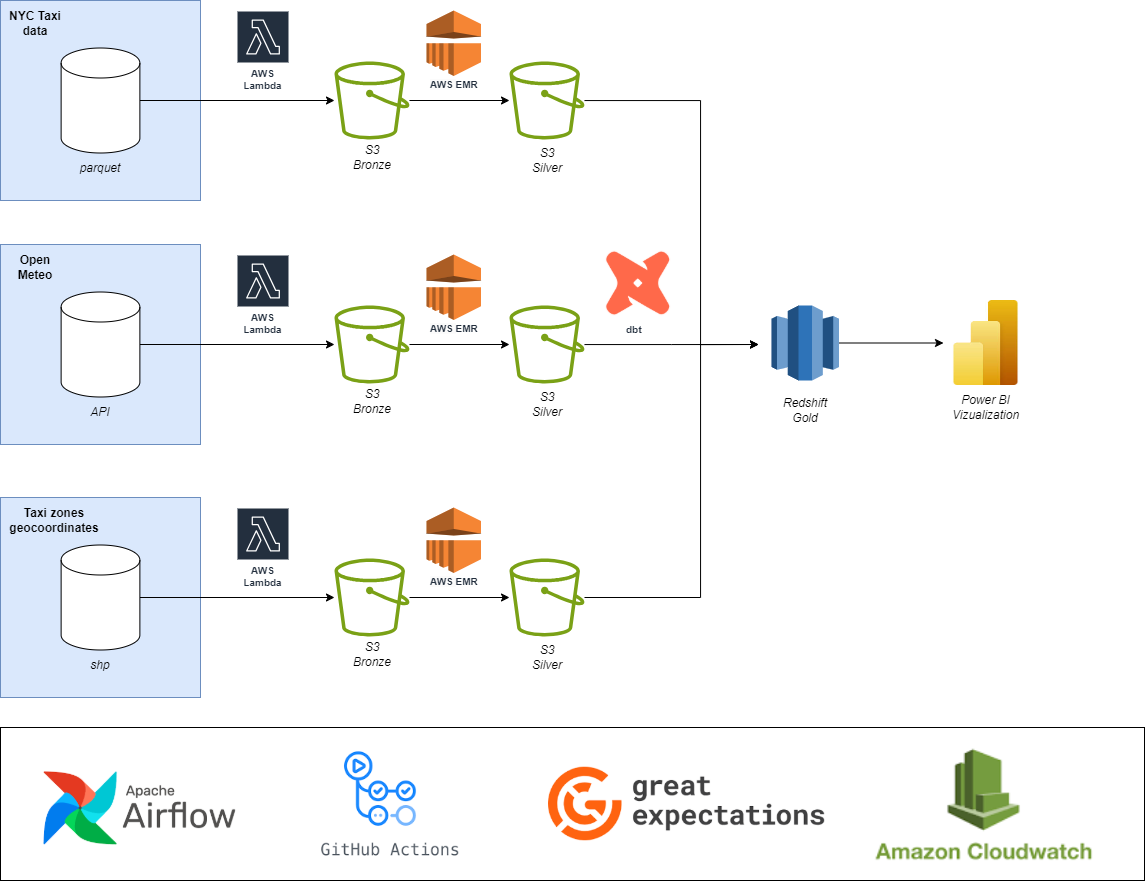 NYC Taxi
data
parquet
AWS
Lambda
S3
Bronze
AWS EMR
S3
Silver
Open
Meteo
API
AWS
Lambda
S3
Bronze
AWS EMR
S3
Silver
dbt
Redshift
Gold
Power BI
Vizualization
Taxi zones
geocoordinates
shp
AWS
Lambda
S3
Bronze
AWS EMR
S3
Silver
Apache
Airflow
GitHub Actions
great
expectations
Amazon Cloudwatch